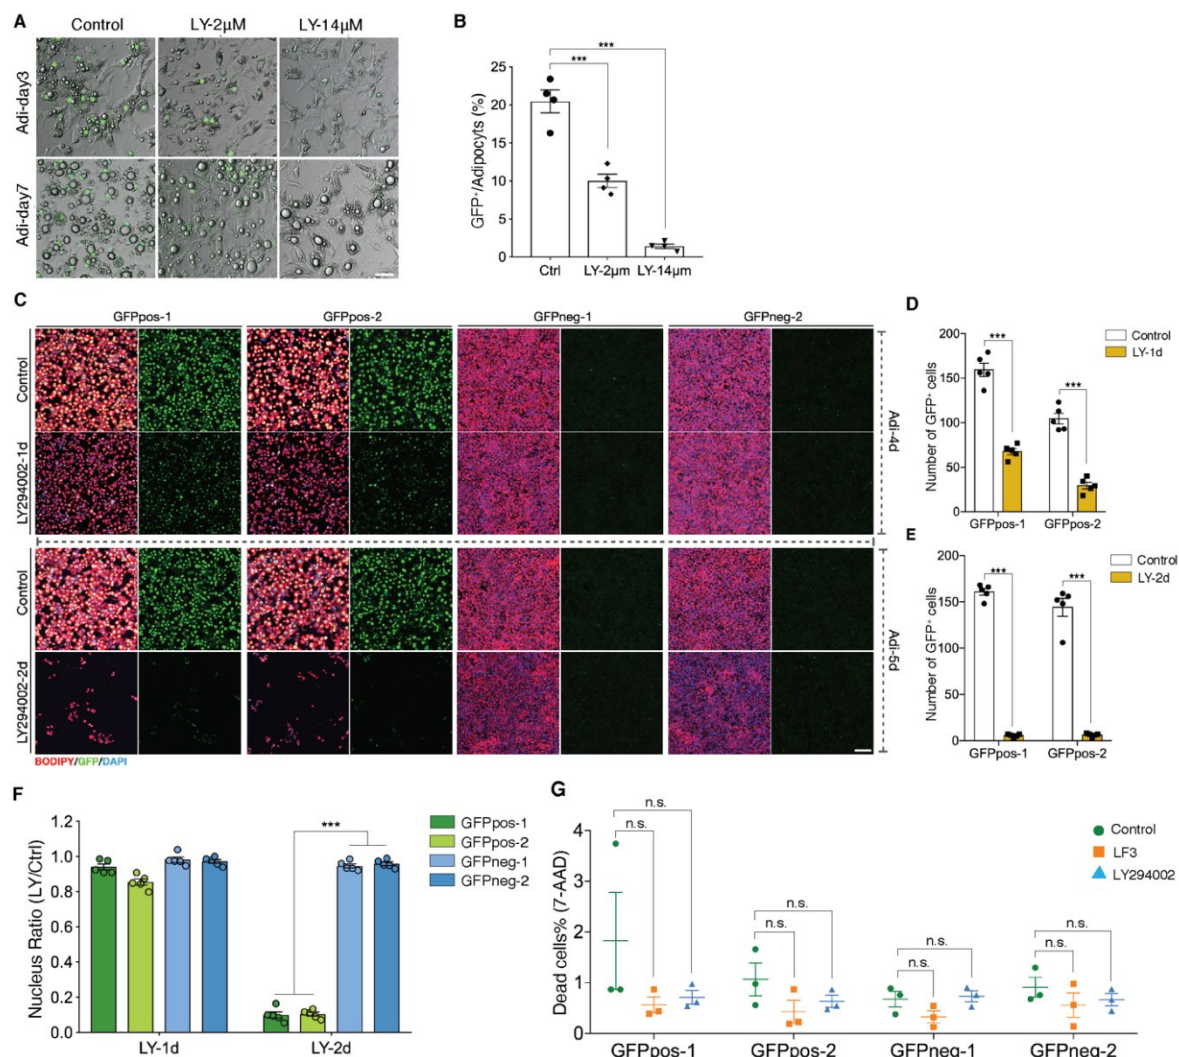 A
Control
LY-2μM
LY-14μM
Adi-day3
Adi-day7
B
GFP⁺/Adipocyts (%)
25
20
15
10
5
0
***
***
Ctrl
LY-2μm
LY-14μm
C
GFPpos-1
GFPpos-2
GFPneg-1
GFPneg-2
Control
LY294002-1d
Adi-4d
Control
LY294002-2d
Adi-5d
BODIPY/GFP/DAPI
D
Number of GFP⁺ cells
200
150
100
50
0
***
***
Control
LY-1d
GFPpos-1
GFPpos-2
E
Number of GFP⁺ cells
200
150
100
50
0
***
***
Control
LY-2d
GFPpos-1
GFPpos-2
F
Nucleus Ratio (LY/Ctrl)
1.2
1.0
0.8
0.6
0.4
0.2
0.0
***
GFPpos-1
GFPpos-2
GFPneg-1
GFPneg-2
LY-1d
LY-2d
G
Dead cells% (7-AAD)
4
3
2
1
0
n.s.
n.s.
n.s.
n.s.
n.s.
n.s.
n.s.
n.s.
Control
LF3
LY294002
GFPpos-1
GFPpos-2
GFPneg-1
GFPneg-2